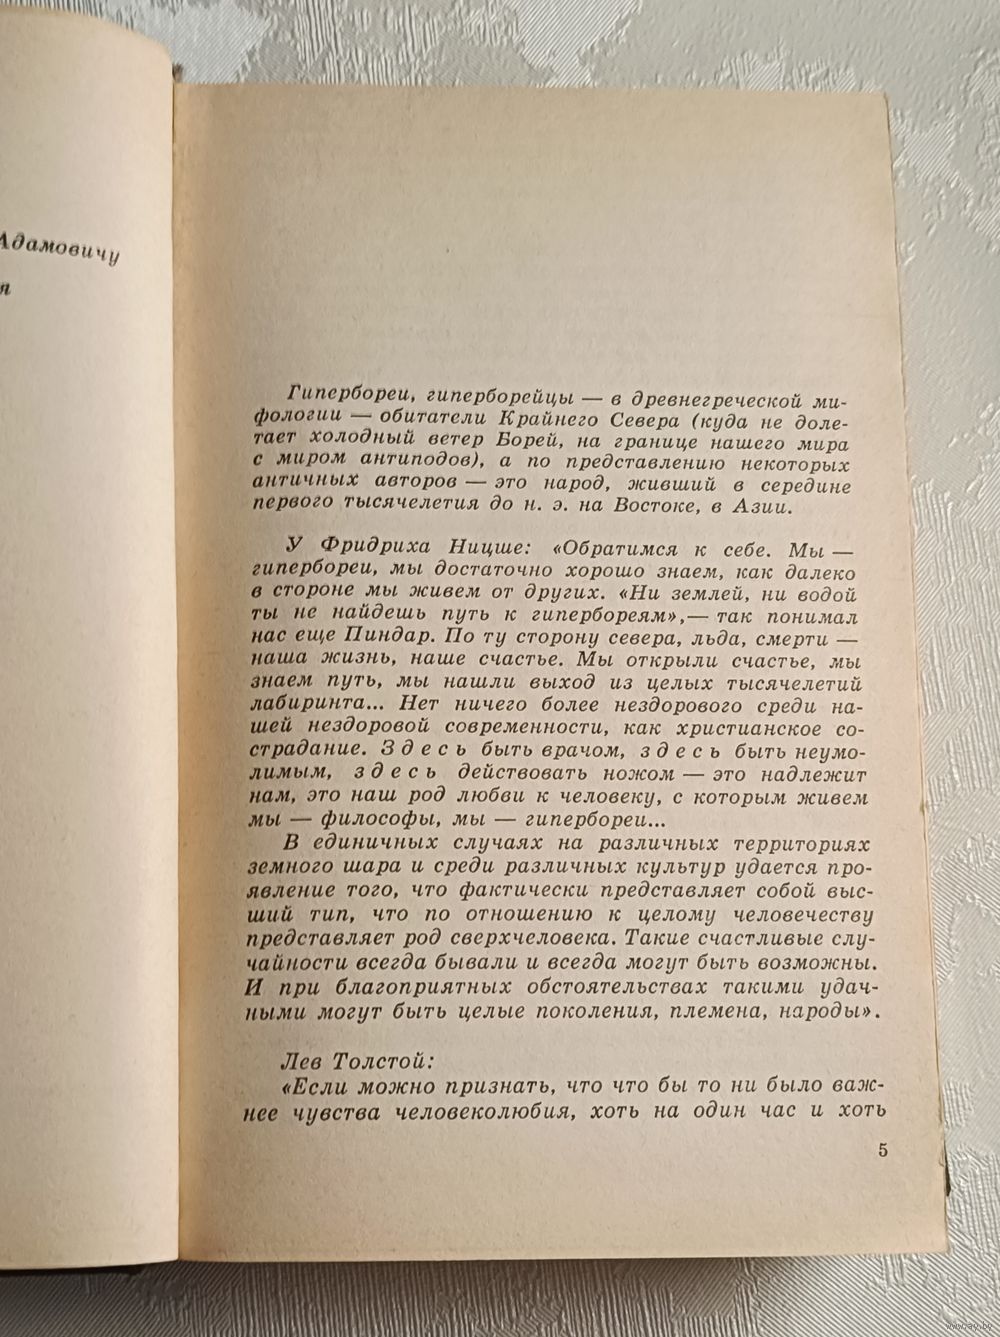 Адамовичу
я
Гипербореи, гиперборейцы — в древнегреческой ми-
фологии — обитатели Крайнего Севера (куда не доле-
тает холодный ветер Борей, на границе нашего мира
с миром антиподов), а по представлению некоторых
античных авторов — это народ, живший в середине
первого тысячелетия до н. э. на Востоке, в Азии.
У Фридриха Ницше: «Обратимся к себе. Мы —
гипербореи, мы достаточно хорошо знаем, как далеко
в стороне мы живем от других. «Ни землей, ни водой
ты не найдешь путь к гипербореям»,— так понимал
нас еще Пиндар. По ту сторону севера, льда, смерти —
наша жизнь, наше счастье. Мы открыли счастье, мы
знаем путь, мы нашли выход из целых тысячелетий
лабиринта... Нет ничего более нездорового среди на-
шей нездоровой современности, как христианское со-
страдание. Здесь быть врачом, здесь быть неумо-
лимым, здесь действовать ножом — это надлежит
нам, это наш род любви к человеку, с которым живем
мы — философы, мы — гипербореи...
В единичных случаях на различных территориях
земного шара и среди различных культур удается про-
явление того, что фактически представляет собой выс-
ший тип, что по отношению к целому человечеству
представляет род сверхчеловека. Такие счастливые слу-
чайности всегда бывали и всегда могут быть возможны.
И при благоприятных обстоятельствах такими удач-
ными могут быть целые поколения, племена, народы».
Лев Толстой:
«Если можно признать, что что бы то ни было важ-
нее чувства человеколюбия, хоть на один час и хоть
5
www.ay.by